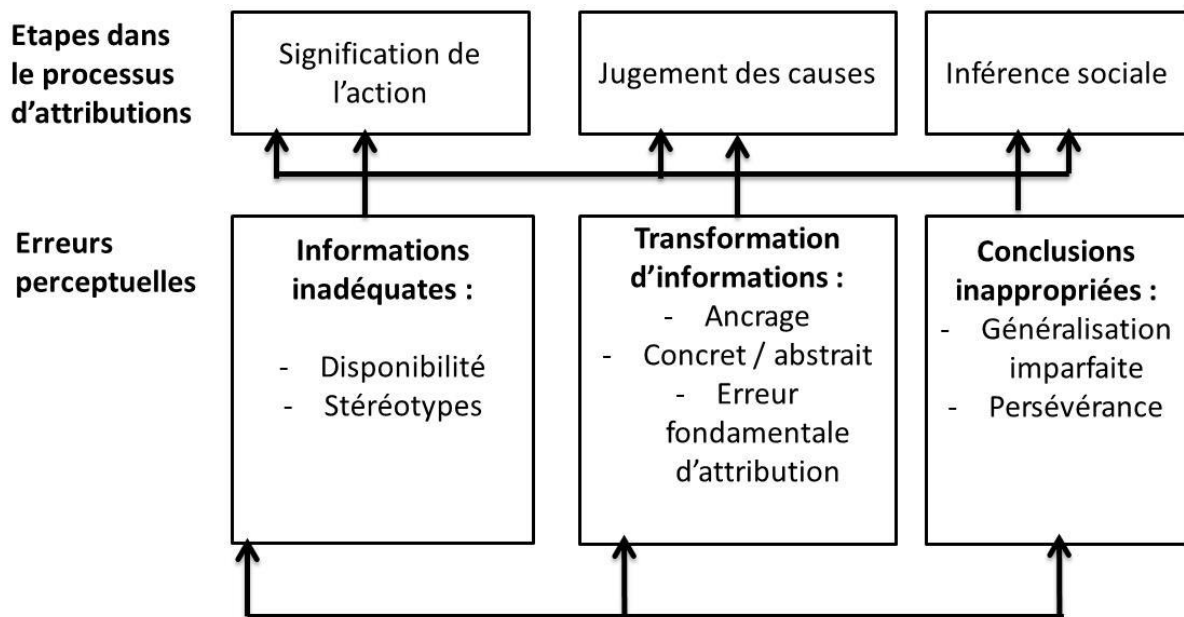 Etapes dans
le processus
d'attributions
Signification de
l'action
Jugement des causes
Inférence sociale
Erreurs
perceptuelles
Informations
inadéquates :
- Disponibilité
- Stéréotypes
Transformation
d'informations :
- Ancrage
- Concret / abstrait
- Erreur
fondamentale
d'attribution
Conclusions
inappropriées :
- Généralisation
imparfaite
- Persévérance